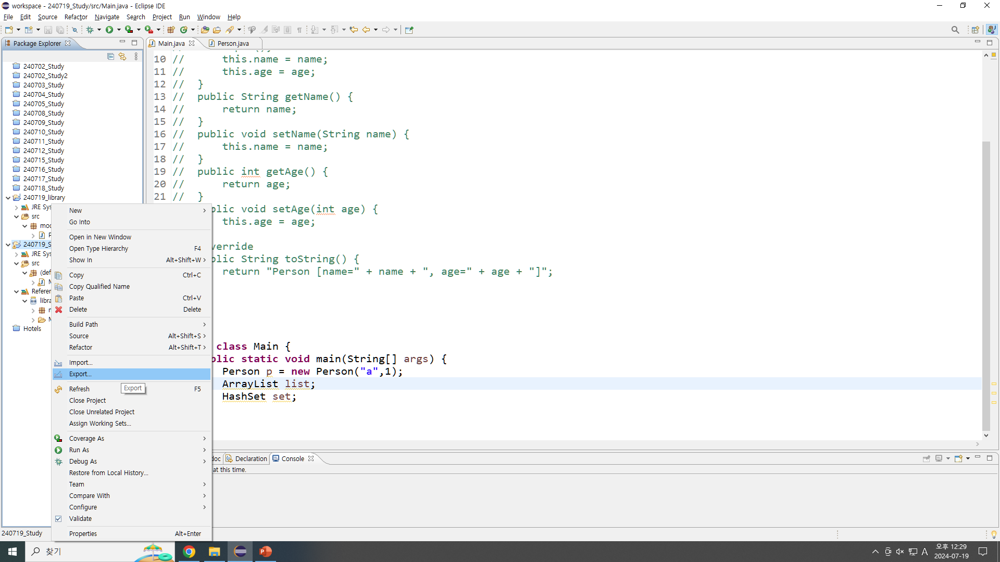 workspace - 240719_Study/src/Main.java - Eclipse IDE
File Edit Source Refactor Navigate Search Project Run Window Help
Package Explorer
Main.java
Person.java
240702_Study
240702_Study2
240703_Study
240704_Study
240705_Study
240708_Study
240709_Study
240710_Study
240711_Study
240712_Study
240715_Study
240716_Study
240717_Study
240718_Study
240719_library
JRE Sys
src
mod
P
240719_S
JRE Sys
src
(def
M
Referen
libra
Hotels
10 // this.name = name;
11 // this.age = age;
12 // }
13 // public String getName() {
14 // return name;
15 // }
16 // public void setName(String name) {
17 // this.name = name;
18 // }
19 // public int getAge() {
20 // return age;
21 // }
blic void setAge(int age) {
this.age = age;
verride
blic String toString() {
return "Person [name=" + name + ", age=" + age + "]";
class Main {
blic static void main(String[] args) {
Person p = new Person("a",1);
ArrayList list;
HashSet set;
New
Go Into
Open in New Window
Open Type Hierarchy F4
Show In Alt+Shift+W
Copy Ctrl+C
Copy Qualified Name
Paste Ctrl+V
Delete Delete
Build Path
Source Alt+Shift+S
Refactor Alt+Shift+T
Import...
Export...
Export
Refresh F5
Close Project
Close Unrelated Project
Assign Working Sets...
Coverage As
Run As
Debug As
Restore from Local History...
Team
Compare With
Configure
Validate
Properties Alt+Enter
doc
Declaration
Console
at this time.
240719_Study
찾기
A
오후 12:29
2024-07-19